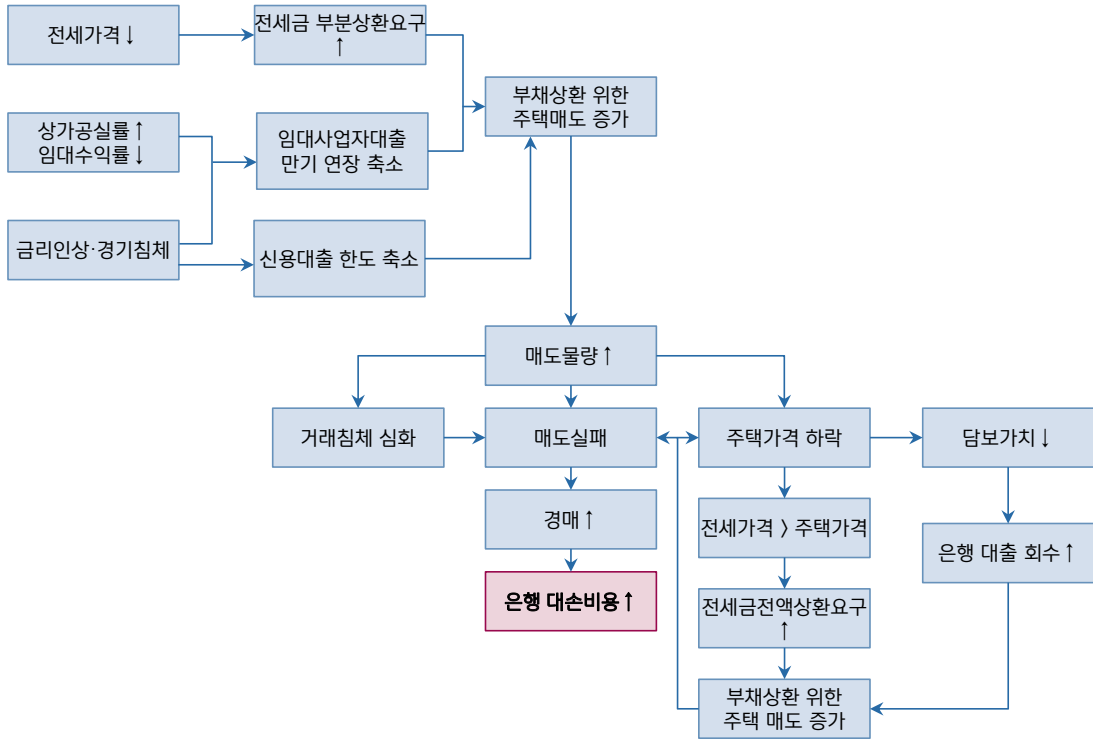 전세가격↓
전세금 부분상환요구
↑
부채상환 위한
주택매도 증가
상가공실률↑
임대수익률↓
임대사업자대출
만기 연장 축소
금리인상·경기침체
신용대출 한도 축소
매도물량↑
거래침체 심화
매도실패
주택가격 하락
담보가치↓
경매↑
전세가격 〉 주택가격
은행 대출 회수↑
은행 대손비용↑
전세금전액상환요구
↑
부채상환 위한
주택 매도 증가